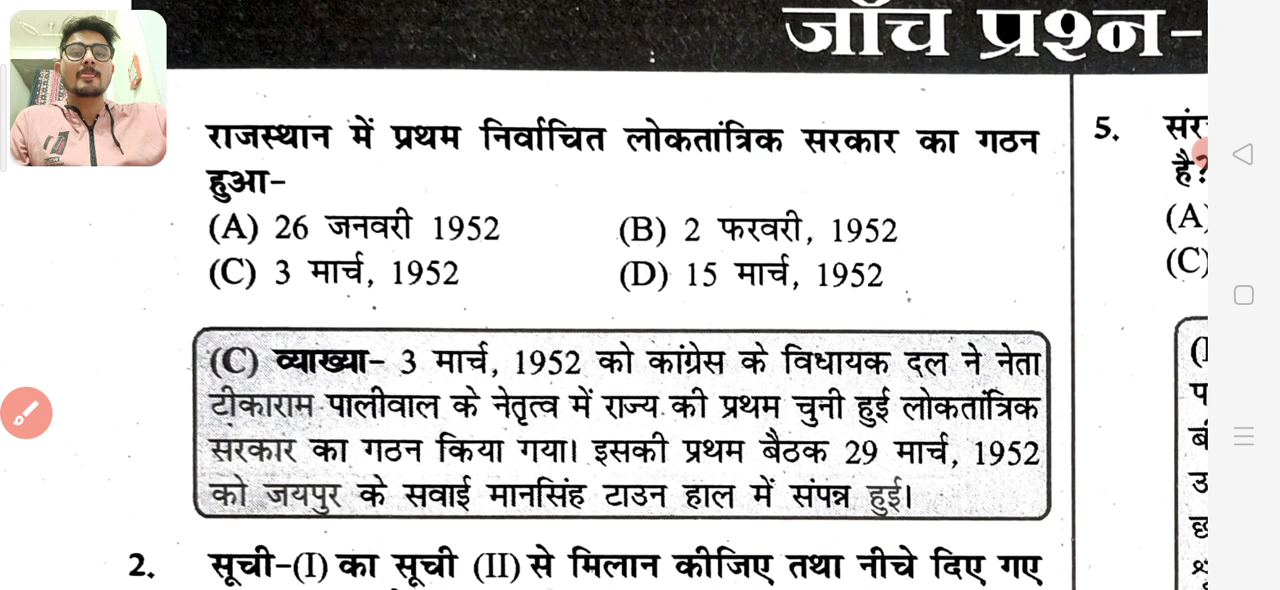 जाँच प्रश्न-
राजस्थान में प्रथम निर्वाचित लोकतांत्रिक सरकार का गठन
हुआ-
(A) 26 जनवरी 1952 (B) 2 फरवरी, 1952
(C) 3 मार्च, 1952 (D) 15 मार्च, 1952
(C) व्याख्या- 3 मार्च, 1952 को कांग्रेस के विधायक दल ने नेता
टीकाराम पालीवाल के नेतृत्व में राज्य की प्रथम चुनी हुई लोकतांत्रिक
सरकार का गठन किया गया। इसकी प्रथम बैठक 29 मार्च, 1952
को जयपुर के सवाई मानसिंह टाउन हाल में संपन्न हुई।
2. सूची-(I) का सूची (II) से मिलान कीजिए तथा नीचे दिए गए
5.
है?
(A)
(C)